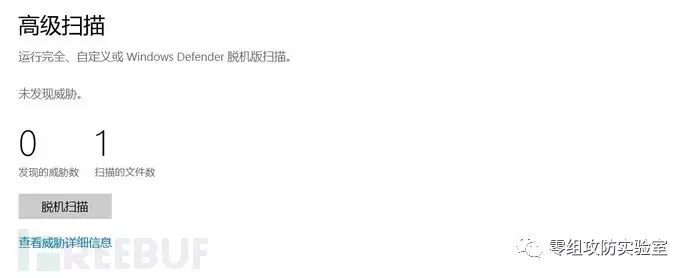 高级扫描
运行完全、自定义或 Windows Defender 脱机版扫描。
未发现威胁。
0 1
发现的威胁数 扫描的文件数
脱机扫描
查看威胁详细信息
REEBUF
零组攻防实验室